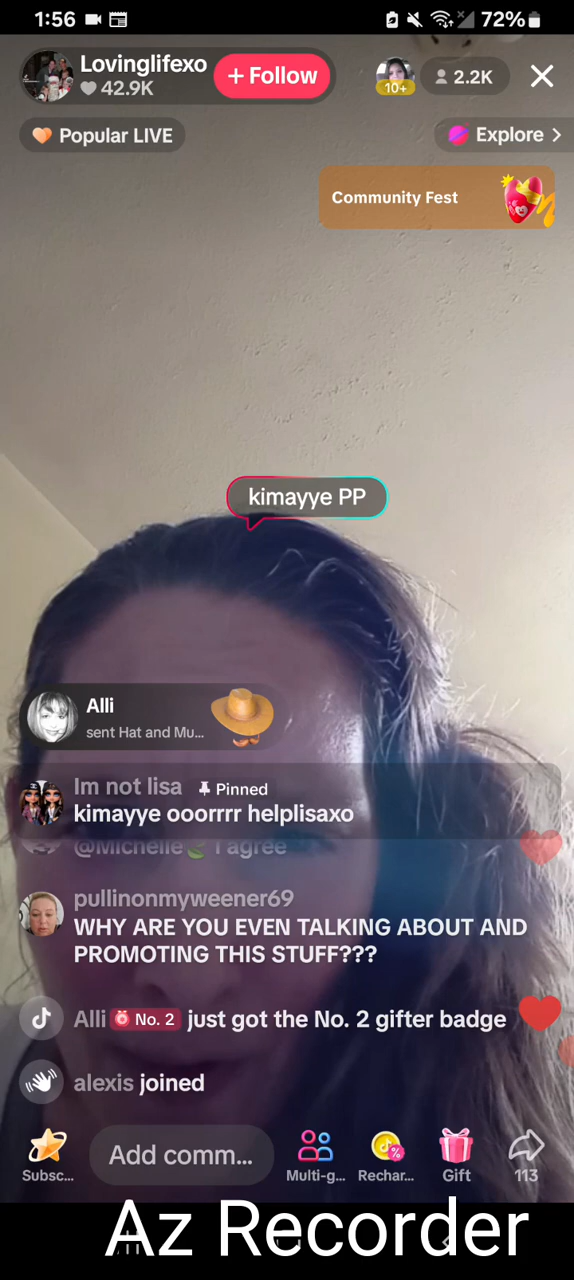 1:56
72%
Lovinglifexo
42.9K
+ Follow
10+
2.2K
Popular LIVE
Explore >
Community Fest
kimayye PP
Alli
sent Hat and Mu...
Im not lisa Pinned
kimayye ooorrrr helplisaxo
@Michelle I agree
pullinonmyweener69
WHY ARE YOU EVEN TALKING ABOUT AND
PROMOTING THIS STUFF???
Alli No. 2 just got the No. 2 gifter badge
alexis joined
Add comm...
Subsc...
Multi-g...
Rechar...
Gift
113
Az Recorder